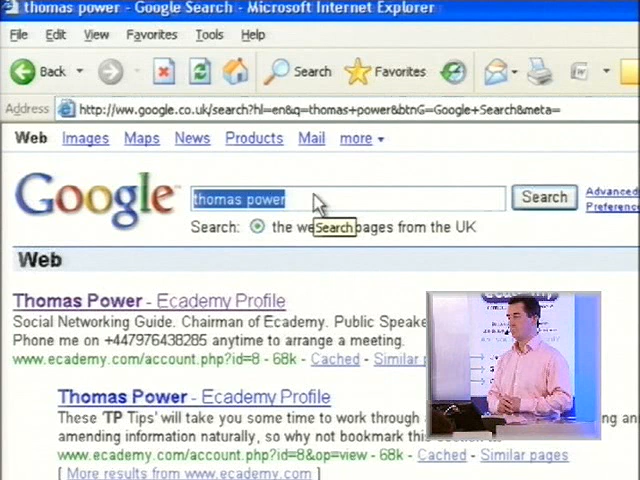 thomas power - Google Search - Microsoft Internet Explorer
File Edit View Favorites Tools Help
Back Search Favorites
Address http://ww.google.co.uk/search?hl=en&q=thomas+power&btnG=Google+Search&meta=
Web Images Maps News Products Mail more
Google thomas power Search Advanced
Preference
Search: the we Search pages from the UK
Web
Thomas Power - Ecademy Profile
Social Networking Guide. Chairman of Ecademy. Public Speake
Phone me on +447976438285 anytime to arrange a meeting.
www.ecademy.com/account.php?id=8 - 68k - Cached - Similar p
Thomas Power - Ecademy Profile
These 'TP Tips' will take you some time to work through an
amending information naturally, so why not bookmark this
www.ecademy.com/account.php?id=8&op=view - 68k - Cached - Similar pages
[ More results from www.ecademy.com ]